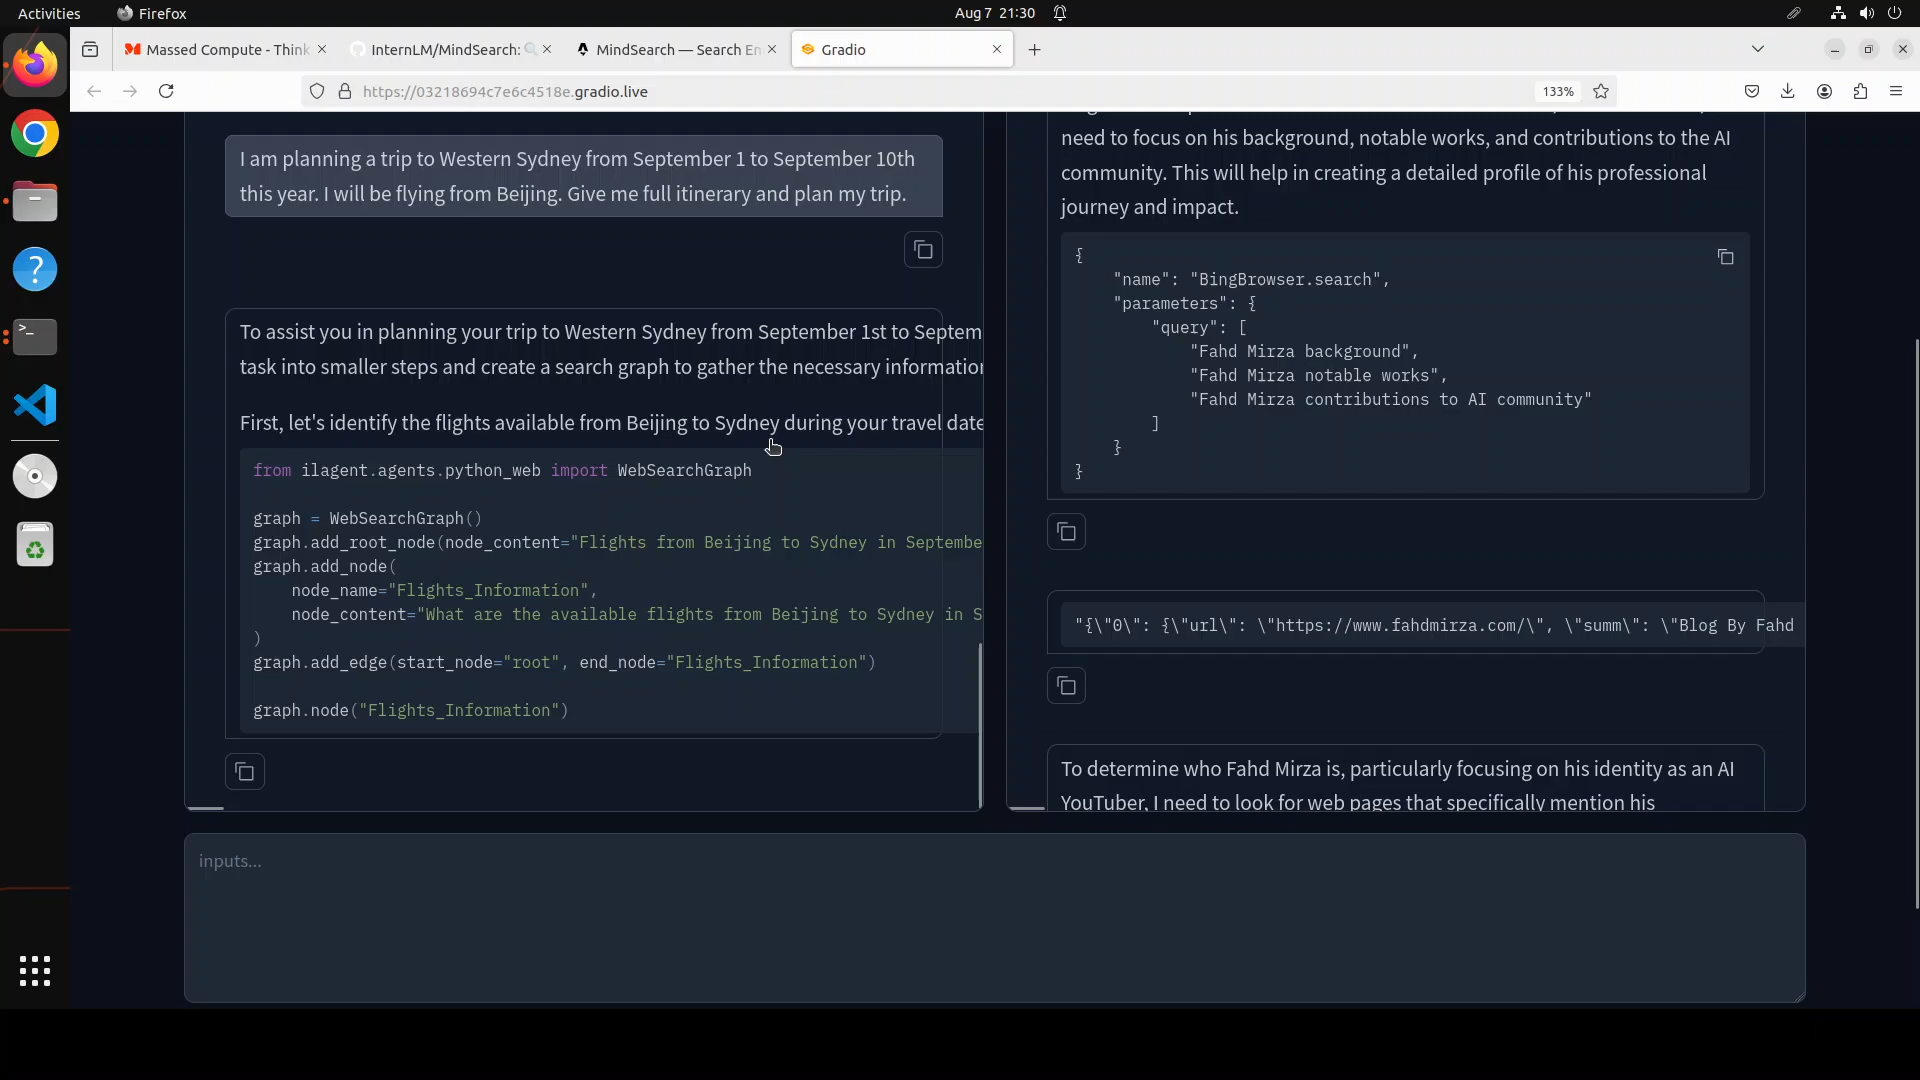 Activities
Firefox
Aug 7 21:30
Massed Compute - Think
InternLM/MindSearch:
MindSearch — Search En
Gradio
https://03218694c7e6c4518e.gradio.live
133%
I am planning a trip to Western Sydney from September 1 to September 10th
this year. I will be flying from Beijing. Give me full itinerary and plan my trip.
To assist you in planning your trip to Western Sydney from September 1st to Septem
task into smaller steps and create a search graph to gather the necessary information
First, let's identify the flights available from Beijing to Sydney during your travel date
from ilagent.agents.python_web import WebSearchGraph
graph = WebSearchGraph()
graph.add_root_node(node_content="Flights from Beijing to Sydney in Septembe
graph.add_node(
node_name="Flights_Information",
node_content="What are the available flights from Beijing to Sydney in S
)
graph.add_edge(start_node="root", end_node="Flights_Information")
graph.node("Flights_Information")
need to focus on his background, notable works, and contributions to the AI
community. This will help in creating a detailed profile of his professional
journey and impact.
{
"name": "BingBrowser.search",
"parameters": {
"query": [
"Fahd Mirza background",
"Fahd Mirza notable works",
"Fahd Mirza contributions to AI community"
]
}
}
"{\"0\": {\"url\": \"https://www.fahdmirza.com/\", \"summ\": \"Blog By Fahd
To determine who Fahd Mirza is, particularly focusing on his identity as an AI
YouTuber, I need to look for web pages that specifically mention his
inputs...